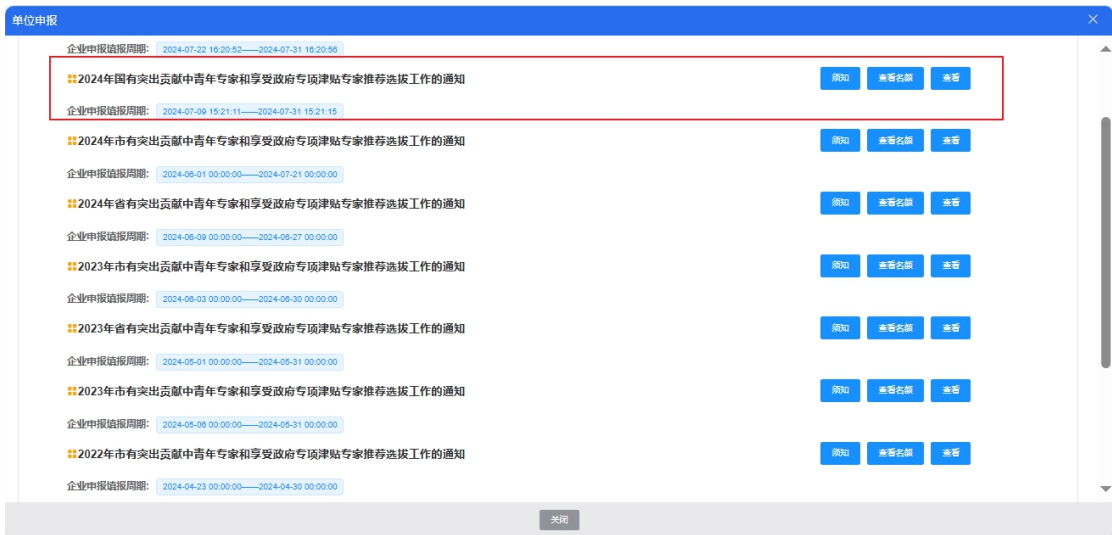 单位申报
企业申报填报周期: 2024-07-22 16:20:52——2024-07-31 16:20:56
2024年国有突出贡献中青年专家和享受政府专项津贴专家推荐选拔工作的通知 须知 查看名额 查看
企业申报填报周期: 2024-07-09 15:21:11——2024-07-31 15:21:15
2024年市有突出贡献中青年专家和享受政府专项津贴专家推荐选拔工作的通知 须知 查看名额 查看
企业申报填报周期: 2024-06-01 00:00:00——2024-07-21 00:00:00
2024年省有突出贡献中青年专家和享受政府专项津贴专家推荐选拔工作的通知 须知 查看名额 查看
企业申报填报周期: 2024-06-09 00:00:00——2024-06-27 00:00:00
2023年市有突出贡献中青年专家和享受政府专项津贴专家推荐选拔工作的通知 须知 查看名额 查看
企业申报填报周期: 2024-06-03 00:00:00——2024-06-30 00:00:00
2023年省有突出贡献中青年专家和享受政府专项津贴专家推荐选拔工作的通知 须知 查看名额 查看
企业申报填报周期: 2024-05-01 00:00:00——2024-05-31 00:00:00
2023年市有突出贡献中青年专家和享受政府专项津贴专家推荐选拔工作的通知 须知 查看名额 查看
企业申报填报周期: 2024-05-06 00:00:00——2024-05-31 00:00:00
2022年市有突出贡献中青年专家和享受政府专项津贴专家推荐选拔工作的通知 须知 查看名额 查看
企业申报填报周期: 2024-04-23 00:00:00——2024-04-30 00:00:00
关闭